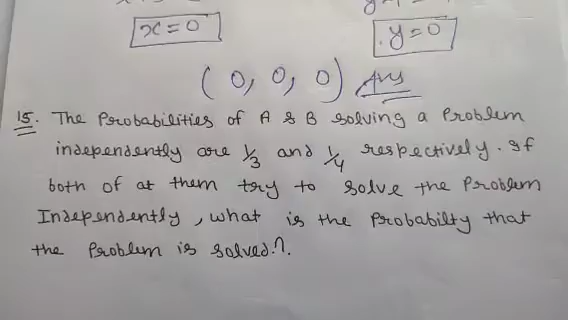 x = 0
y = 0
(0, 0, 0) Ans
15. The Probabilities of A & B solving a Problem
independently are 1/3 and 1/4 respectively. If
both of at them try to solve the Problem
Independently, what is the Probabilty that
the Problem is solved.?.